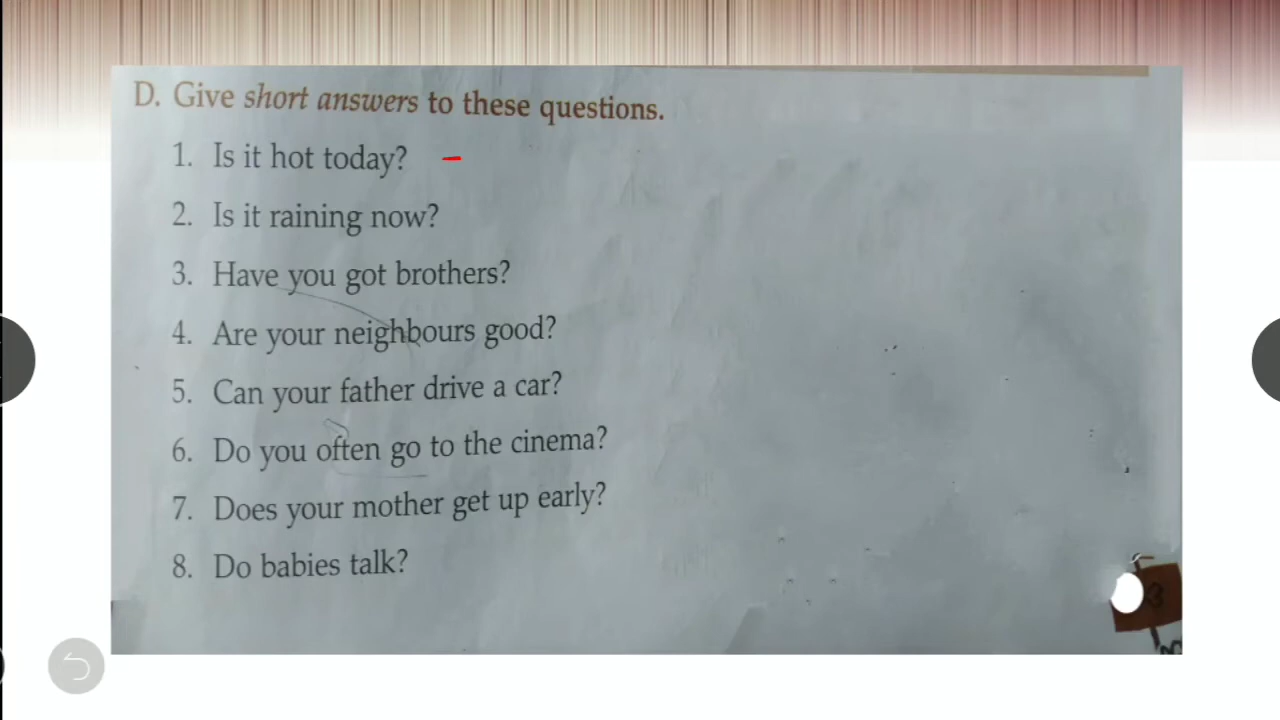 D. Give short answers to these questions.
1. Is it hot today?
2. Is it raining now?
3. Have you got brothers?
4. Are your neighbours good?
5. Can your father drive a car?
6. Do you often go to the cinema?
7. Does your mother get up early?
8. Do babies talk?